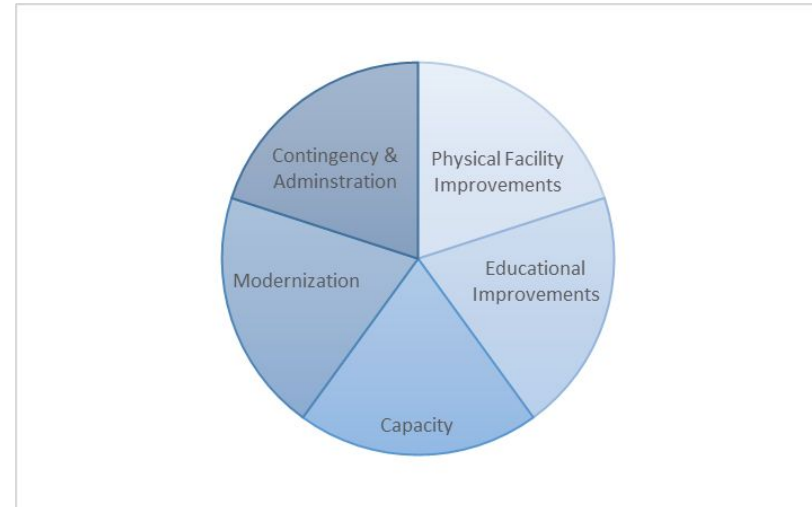 Contingency &
Adminstration
Physical Facility
Improvements
Modernization
Educational
Improvements
Capacity